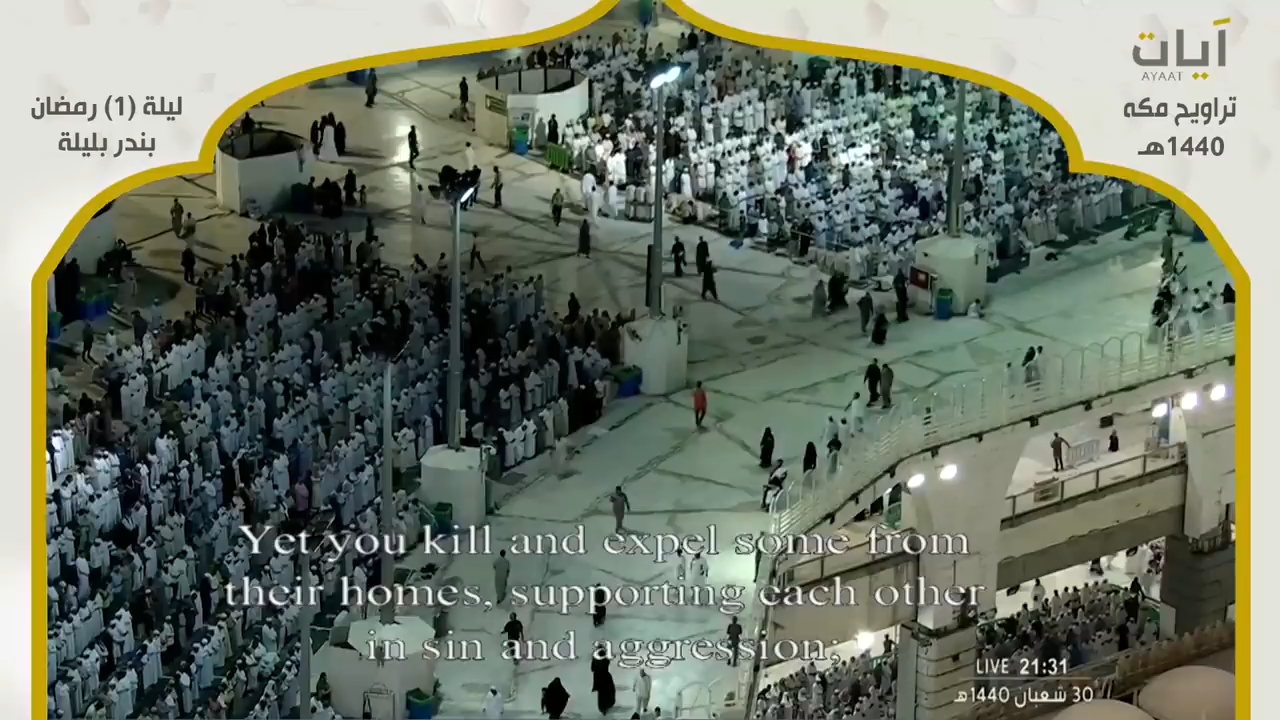 آيات
AYAAT
تراويح مكه
1440هـ
ليلة (1) رمضان
بندر بليلة
Yet you kill and expel some from
their homes, supporting each other
in sin and aggression;
LIVE 21:31
30 شعبان 1440هـ